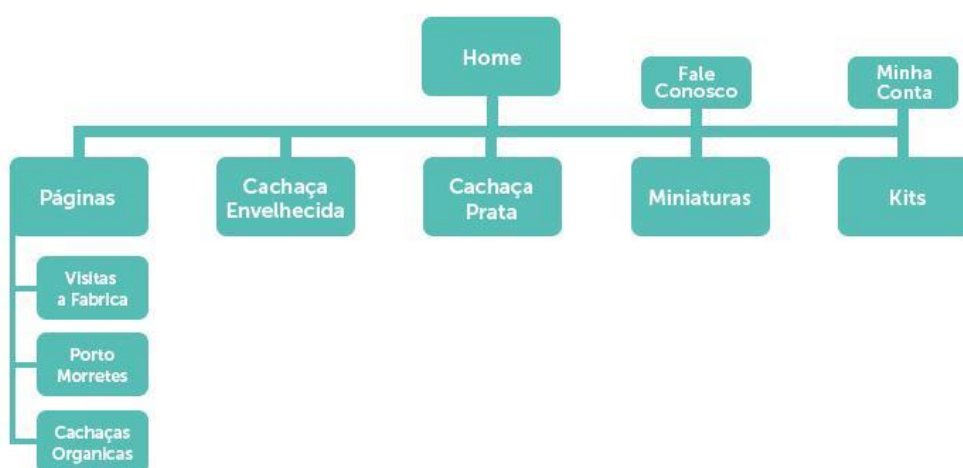 Home
Fale
Conosco
Minha
Conta
Páginas
Cachaça
Envelhecida
Cachaça
Prata
Miniaturas
Kits
Visitas
a Fabrica
Porto
Morretes
Cachaças
Organicas